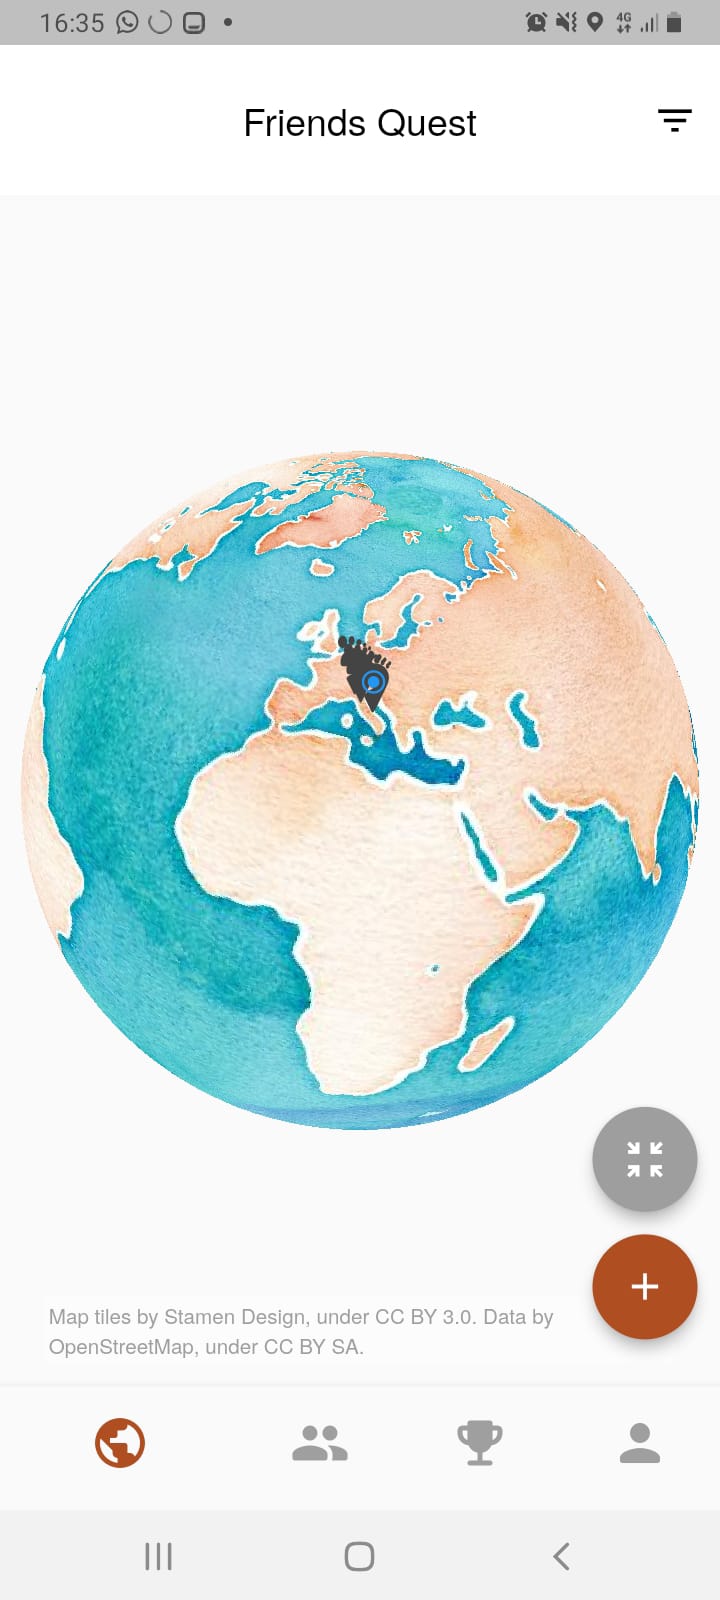 16:35
4G
Friends Quest
Map tiles by Stamen Design, under CC BY 3.0. Data by
OpenStreetMap, under CC BY SA.